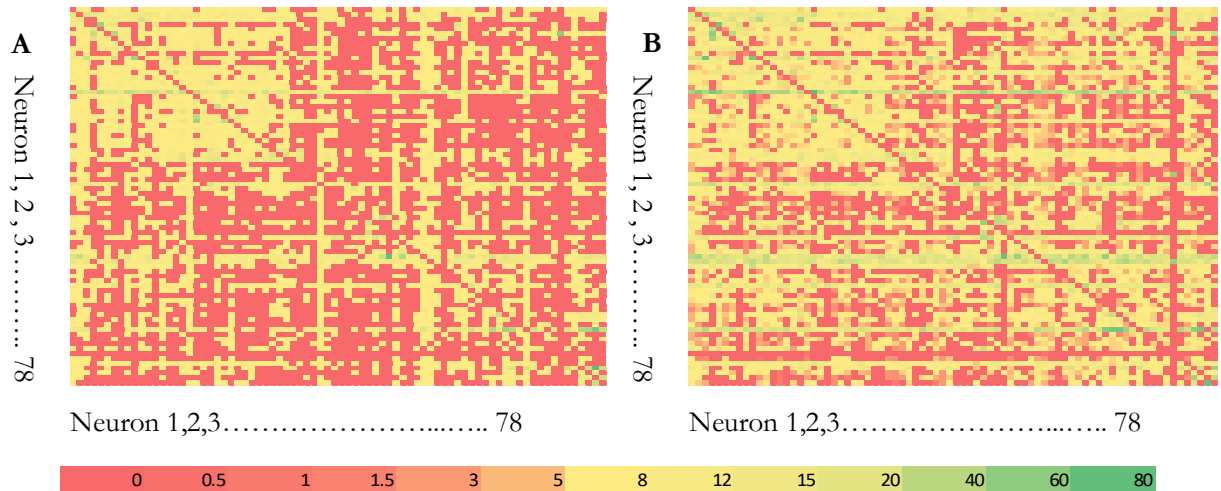 A
B
Neuron 1, 2 , 3………….. 78
Neuron 1, 2 , 3………….. 78
Neuron 1,2,3…………………...….. 78
Neuron 1,2,3…………………...….. 78
0 0.5 1 1.5 3 5 8 12 15 20 40 60 80